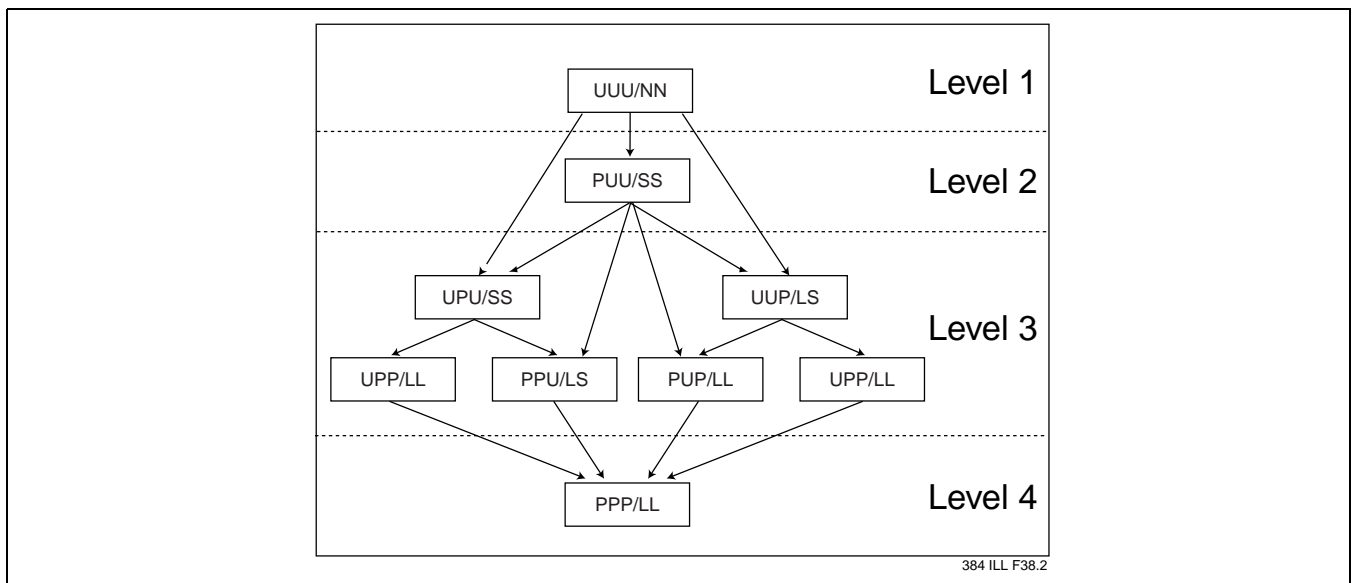 UUU/NN
Level 1
PUU/SS
Level 2
UPU/SS
UUP/LS
Level 3
UPP/LL
PPU/LS
PUP/LL
UPP/LL
PPP/LL
Level 4
384 ILL F38.2